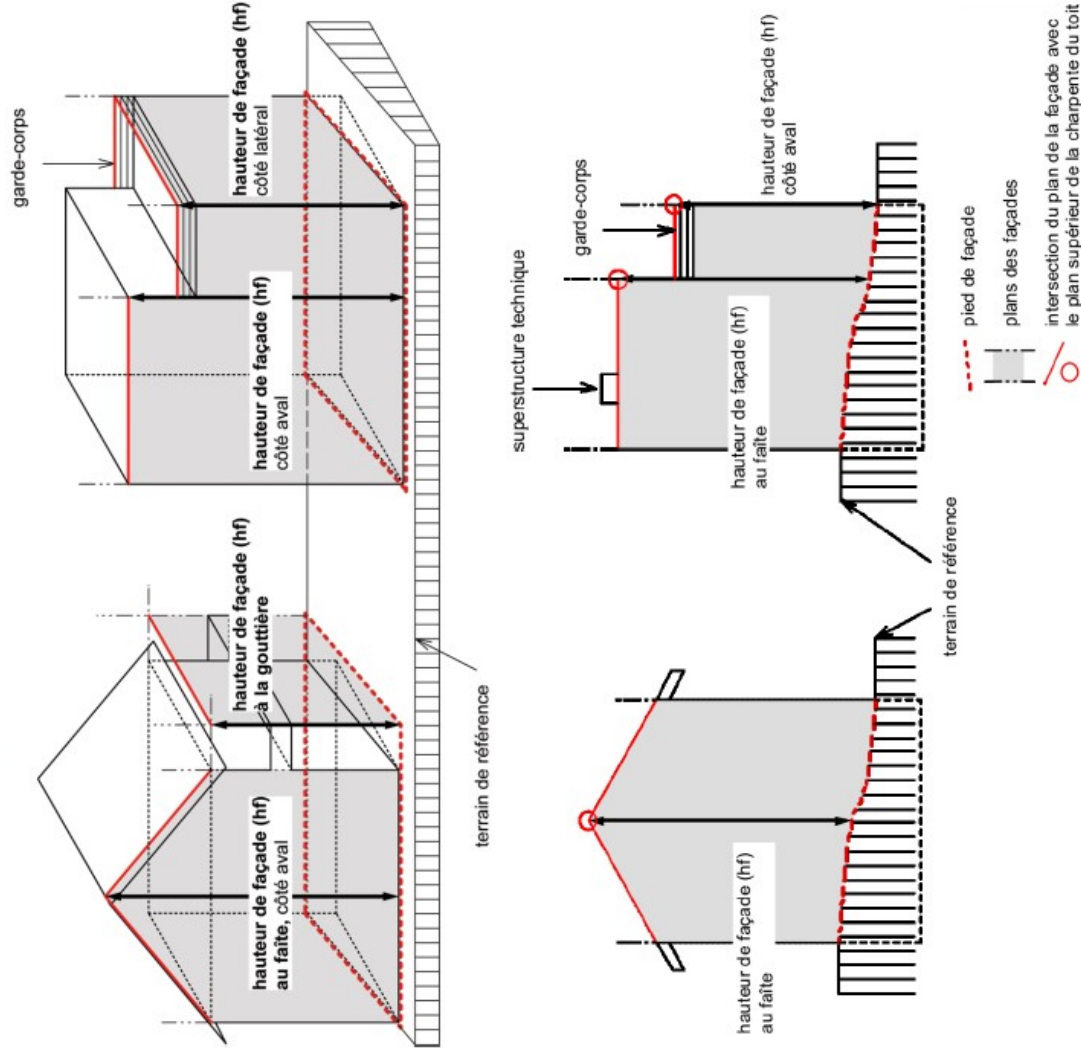 garde-corps
hauteur de façade (hf)
au faîte, côté aval
hauteur de façade (hf)
à la gouttière
hauteur de façade (hf)
côté aval
hauteur de façade (hf)
côté latéral
terrain de référence
superstructure technique
garde-corps
hauteur de façade (hf)
au faîte
hauteur de façade (hf)
au faîte
hauteur de façade (hf)
côté aval
terrain de référence
pied de façade
plans des façades
intersection du plan de la façade avec
le plan supérieur de la charpente du toit